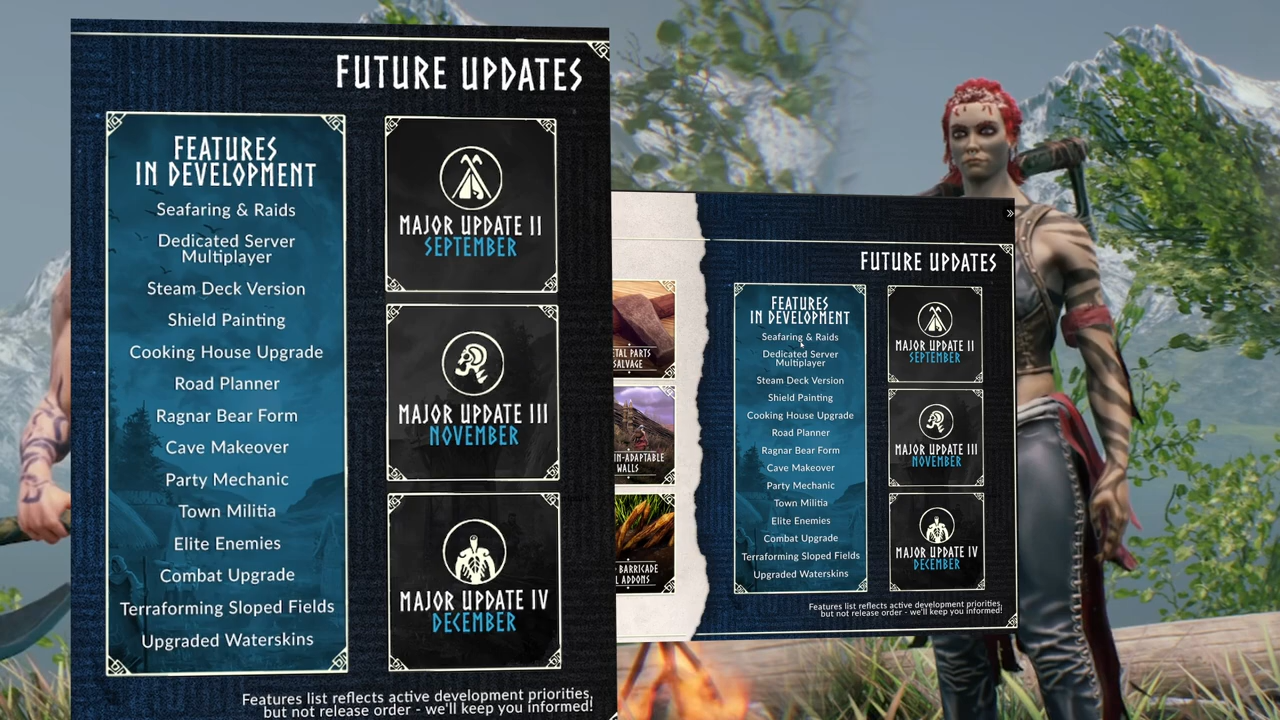 FUTURE UPDATES
FEATURES
IN DEVELOPMENT
Seafaring & Raids
Dedicated Server
Multiplayer
Steam Deck Version
Shield Painting
Cooking House Upgrade
Road Planner
Ragnar Bear Form
Cave Makeover
Party Mechanic
Town Militia
Elite Enemies
Combat Upgrade
Terraforming Sloped Fields
Upgraded Waterskins
MAJOR UPDATE II
SEPTEMBER
MAJOR UPDATE III
NOVEMBER
MAJOR UPDATE IV
DECEMBER
Features list reflects active development priorities,
but not release order - we'll keep you informed!
PARTS
SALVAGE
ADAPTABLE
WALLS
BARRICADE
ADDONS
FUTURE UPDATES
FEATURES
IN DEVELOPMENT
Seafaring & Raids
Dedicated Server
Multiplayer
Steam Deck Version
Shield Painting
Cooking House Upgrade
Road Planner
Ragnar Bear Form
Cave Makeover
Party Mechanic
Town Militia
Elite Enemies
Combat Upgrade
Terraforming Sloped Fields
Upgraded Waterskins
MAJOR UPDATE II
SEPTEMBER
MAJOR UPDATE III
NOVEMBER
MAJOR UPDATE IV
DECEMBER
Features list reflects active development priorities,
but not release order - we'll keep you informed!